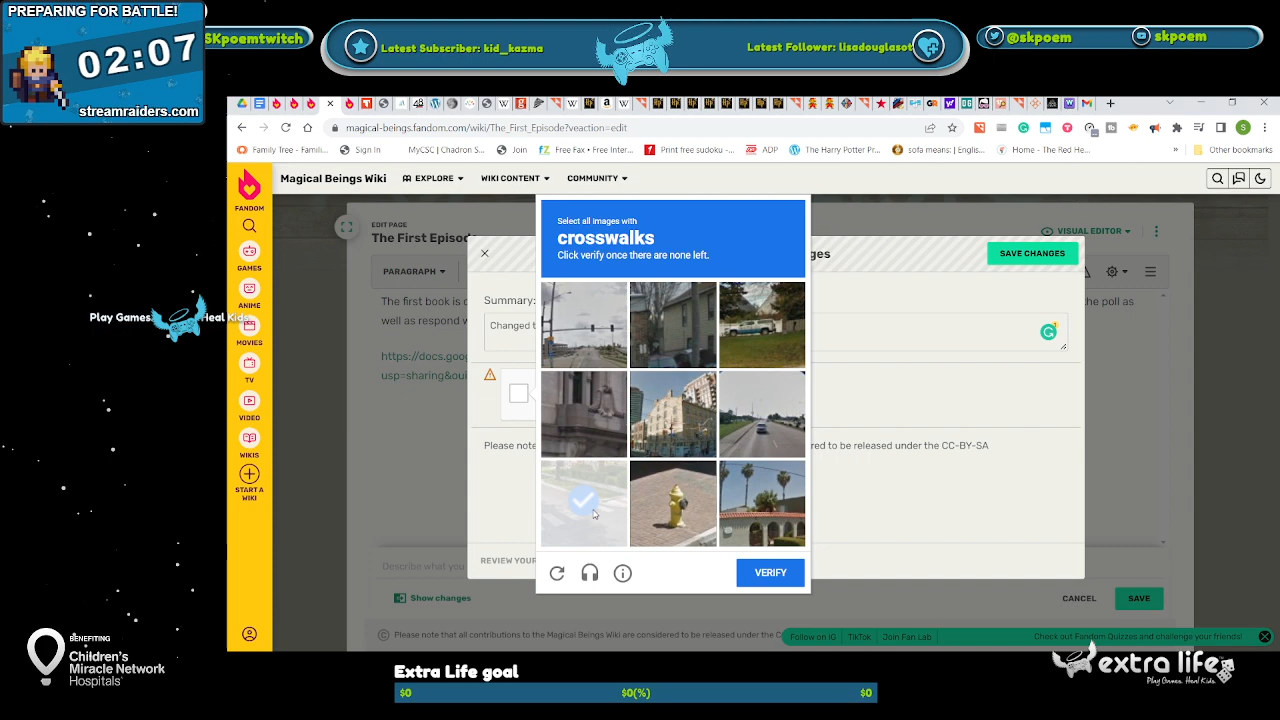 PREPARING FOR BATTLE!
02:07
streamraiders.com
SKpoemtwitch
Latest Subscriber: kid_kazma
Latest Follower: lisadouglasot
@skpoem
skpoem
magical-beings.fandom.com/wiki/The_First_Episode?veaction=edit
Family Tree - Famili...
Sign In
MyCSC | Chadron S...
Join
Free Fax • Free Inter...
Print free sudoku -...
ADP
The Harry Potter Pr...
sofa means: | Englis...
Home - The Red He...
»
Other bookmarks
FANDOM
GAMES
ANIME
MOVIES
TV
VIDEO
WIKIS
START A
WIKI
Magical Beings Wiki
EXPLORE
WIKI CONTENT
COMMUNITY
EDIT PAGE
The First Episode
VISUAL EDITOR
PARAGRAPH
SAVE CHANGES
The first book is
the poll as
well as respond
https://docs.goog
usp=sharing&oui
Summary:
Changed t
Select all images with
crosswalks
Click verify once there are none left.
VERIFY
Please note
red to be released under the CC-BY-SA
REVIEW YOUR
Describe what you
Show changes
CANCEL
SAVE
Please note that all contributions to the Magical Beings Wiki are considered to be released under the C
Follow on IG
TikTok
Join Fan Lab
Check out Fandom Quizzes and challenge your friends!
Play Games.
Heal Kids.
BENEFITING
Children's
Miracle Network
Hospitals
Extra Life goal
$0
$0(%)
$0
extra life
Play Games. Heal Kids.